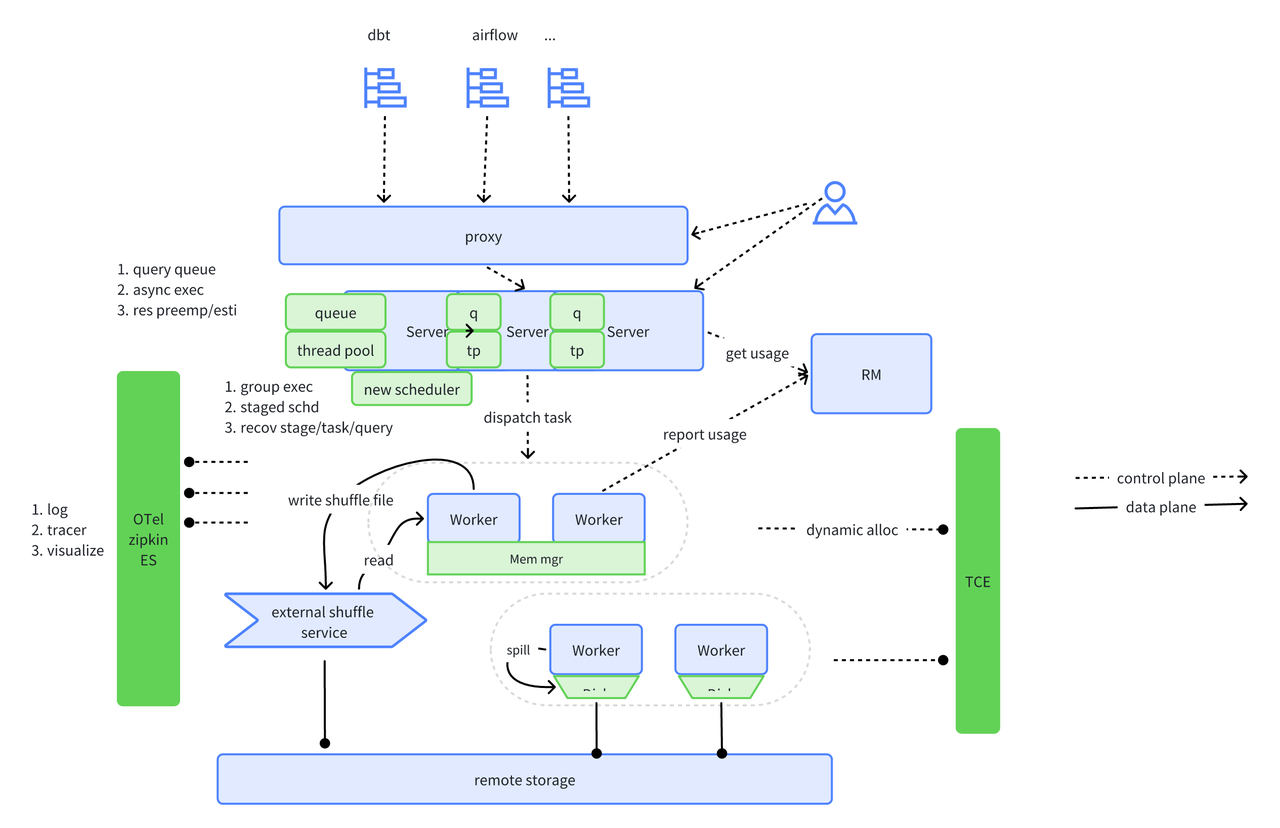 dbt
airflow
...
proxy
1. query queue
2. async exec
3. res preemp/esti
queue
thread pool
Server
q
tp
Server
q
tp
Server
new scheduler
1. group exec
2. staged schd
3. recov stage/task/query
get usage
RM
dispatch task
report usage
control plane
data plane
write shuffle file
Worker
Worker
Mem mgr
read
1. log
2. tracer
3. visualize
OTel
zipkin
ES
dynamic alloc
TCE
external shuffle
service
spill
Worker
Worker
remote storage